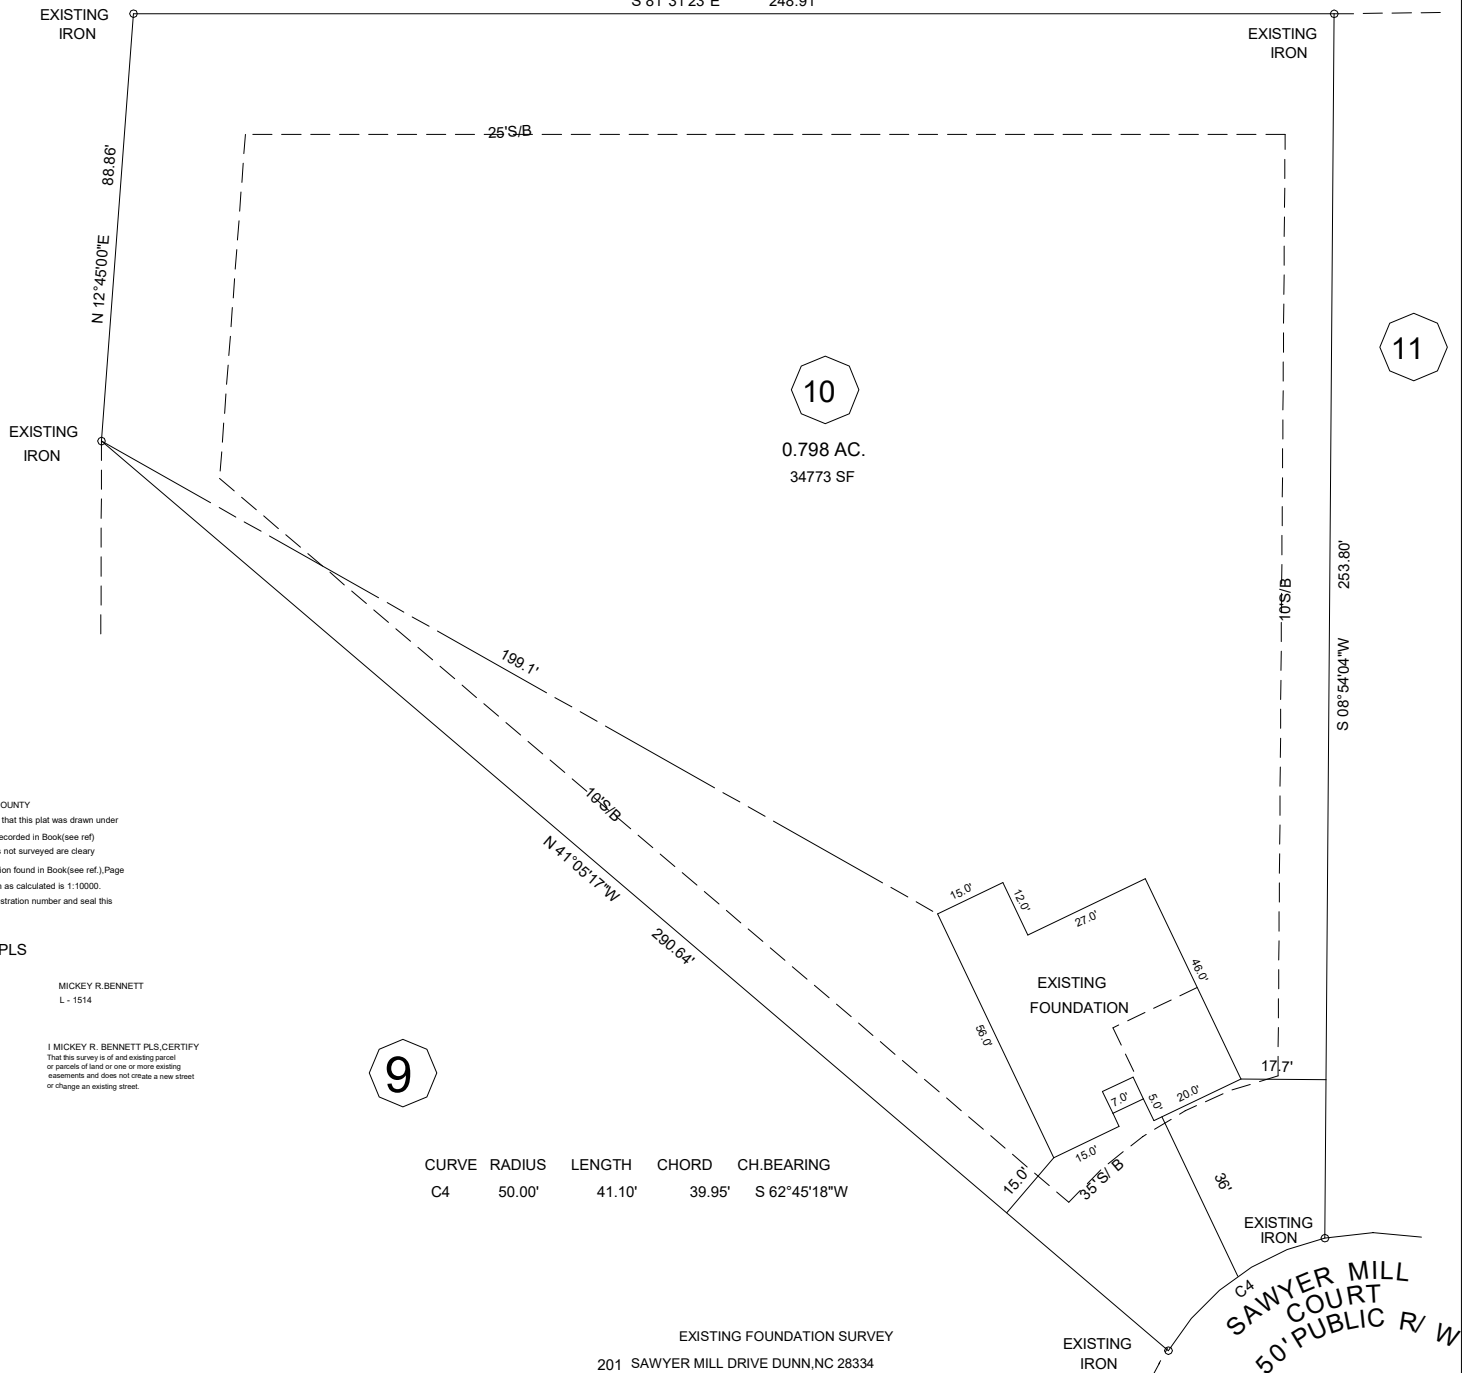 S 81°31'23"E 248.91'
EXISTING
IRON
EXISTING
IRON
25'S/B
88.86'
N 12°45'00"E
11
10
0.798 AC.
34773 SF
EXISTING
IRON
253.80'
10'S/B
S 08°54'04"W
199.1'
10'S/B
OUNTY
that this plat was drawn under
ecorded in Book(see ref)
s not surveyed are cleary
ion found in Book(see ref.),Page
n as calculated is 1:10000.
stration number and seal this
N 41°05'17"W
290.64'
15.0'
12.0'
27.0'
46.0'
EXISTING
FOUNDATION
56.0'
PLS
MICKEY R.BENNETT
L - 1514
I MICKEY R. BENNETT PLS,CERTIFY
That this survey is of and existing parcel
or parcels of land or one or more existing
easements and does not create a new street
or change an existing street.
9
17.7'
7.0'
5.0'
20.0'
15.0'
15.0'
35'S/ B
36'
CURVE RADIUS LENGTH CHORD CH.BEARING
C4 50.00' 41.10' 39.95' S 62°45'18"W
EXISTING
IRON
C4
SAWYER MILL
COURT
50'PUBLIC R/ W
EXISTING
IRON
EXISTING FOUNDATION SURVEY
201 SAWYER MILL DRIVE DUNN,NC 28334